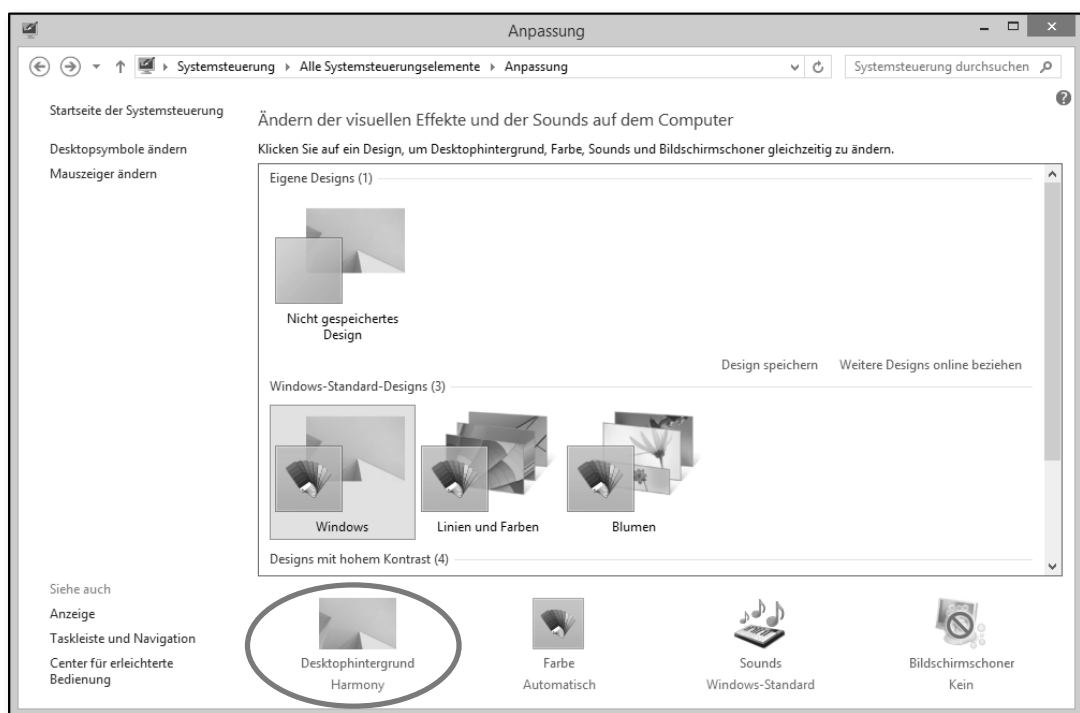 Anpassung
Systemsteuerung
Alle Systemsteuerungselemente
Anpassung
Systemsteuerung durchsuchen
Startseite der Systemsteuerung
Desktopsymbole ändern
Mauszeiger ändern
Ändern der visuellen Effekte und der Sounds auf dem Computer
Klicken Sie auf ein Design, um Desktophintergrund, Farbe, Sounds und Bildschirmschoner gleichzeitig zu ändern.
Eigene Designs (1)
Nicht gespeichertes
Design
Design speichern
Weitere Designs online beziehen
Windows-Standard-Designs (3)
Windows
Linien und Farben
Blumen
Designs mit hohem Kontrast (4)
Siehe auch
Anzeige
Taskleiste und Navigation
Center für erleichterte
Bedienung
Desktophintergrund
Harmony
Farbe
Automatisch
Sounds
Windows-Standard
Bildschirmschoner
Kein